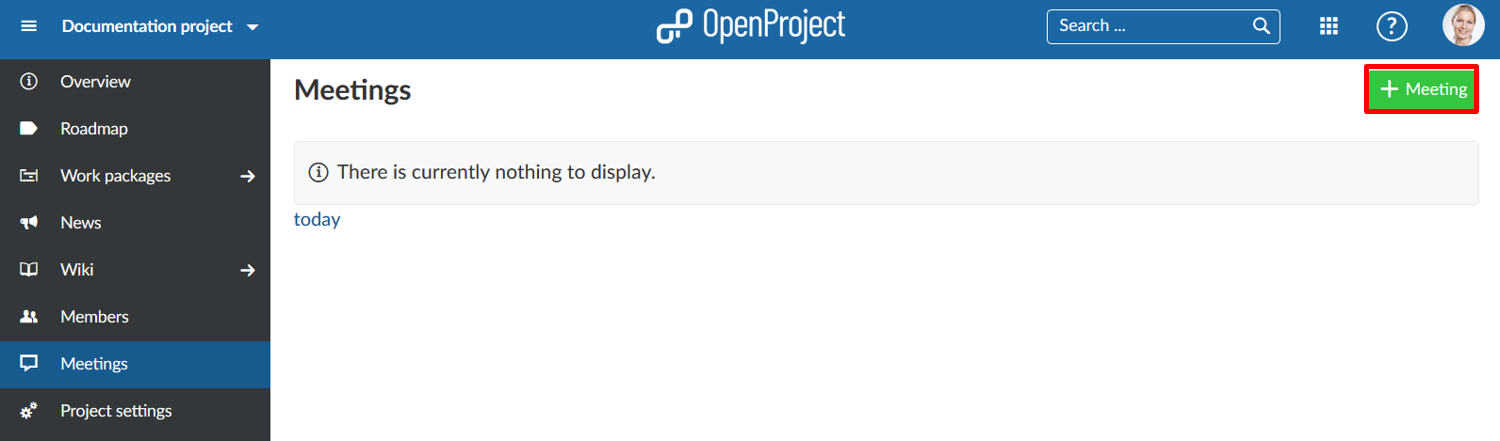 Documentation project
OpenProject
Search ...
?
Overview
Roadmap
Work packages
News
Wiki
Members
Meetings
Project settings
Meetings
+ Meeting
There is currently nothing to display.
today